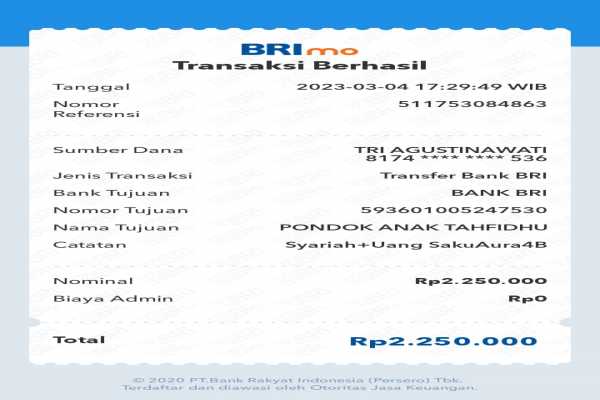 BRImo
Transaksi Berhasil
Tanggal 2023-03-04 17:29:49 WIB
Nomor Referensi 511753084863
Sumber Dana TRI AGUSTINAWATI
8174 **** **** 536
Jenis Transaksi Transfer Bank BRI
Bank Tujuan BANK BRI
Nomor Tujuan 593601005247530
Nama Tujuan PONDOK ANAK TAHFIDHU
Catatan Syariah+Uang SakuAura4B
Nominal Rp2.250.000
Biaya Admin Rp0
Total Rp2.250.000
© 2020 PT.Bank Rakyat Indonesia (Persero) Tbk.
Terdaftar dan diawasi oleh Otoritas Jasa Keuangan.